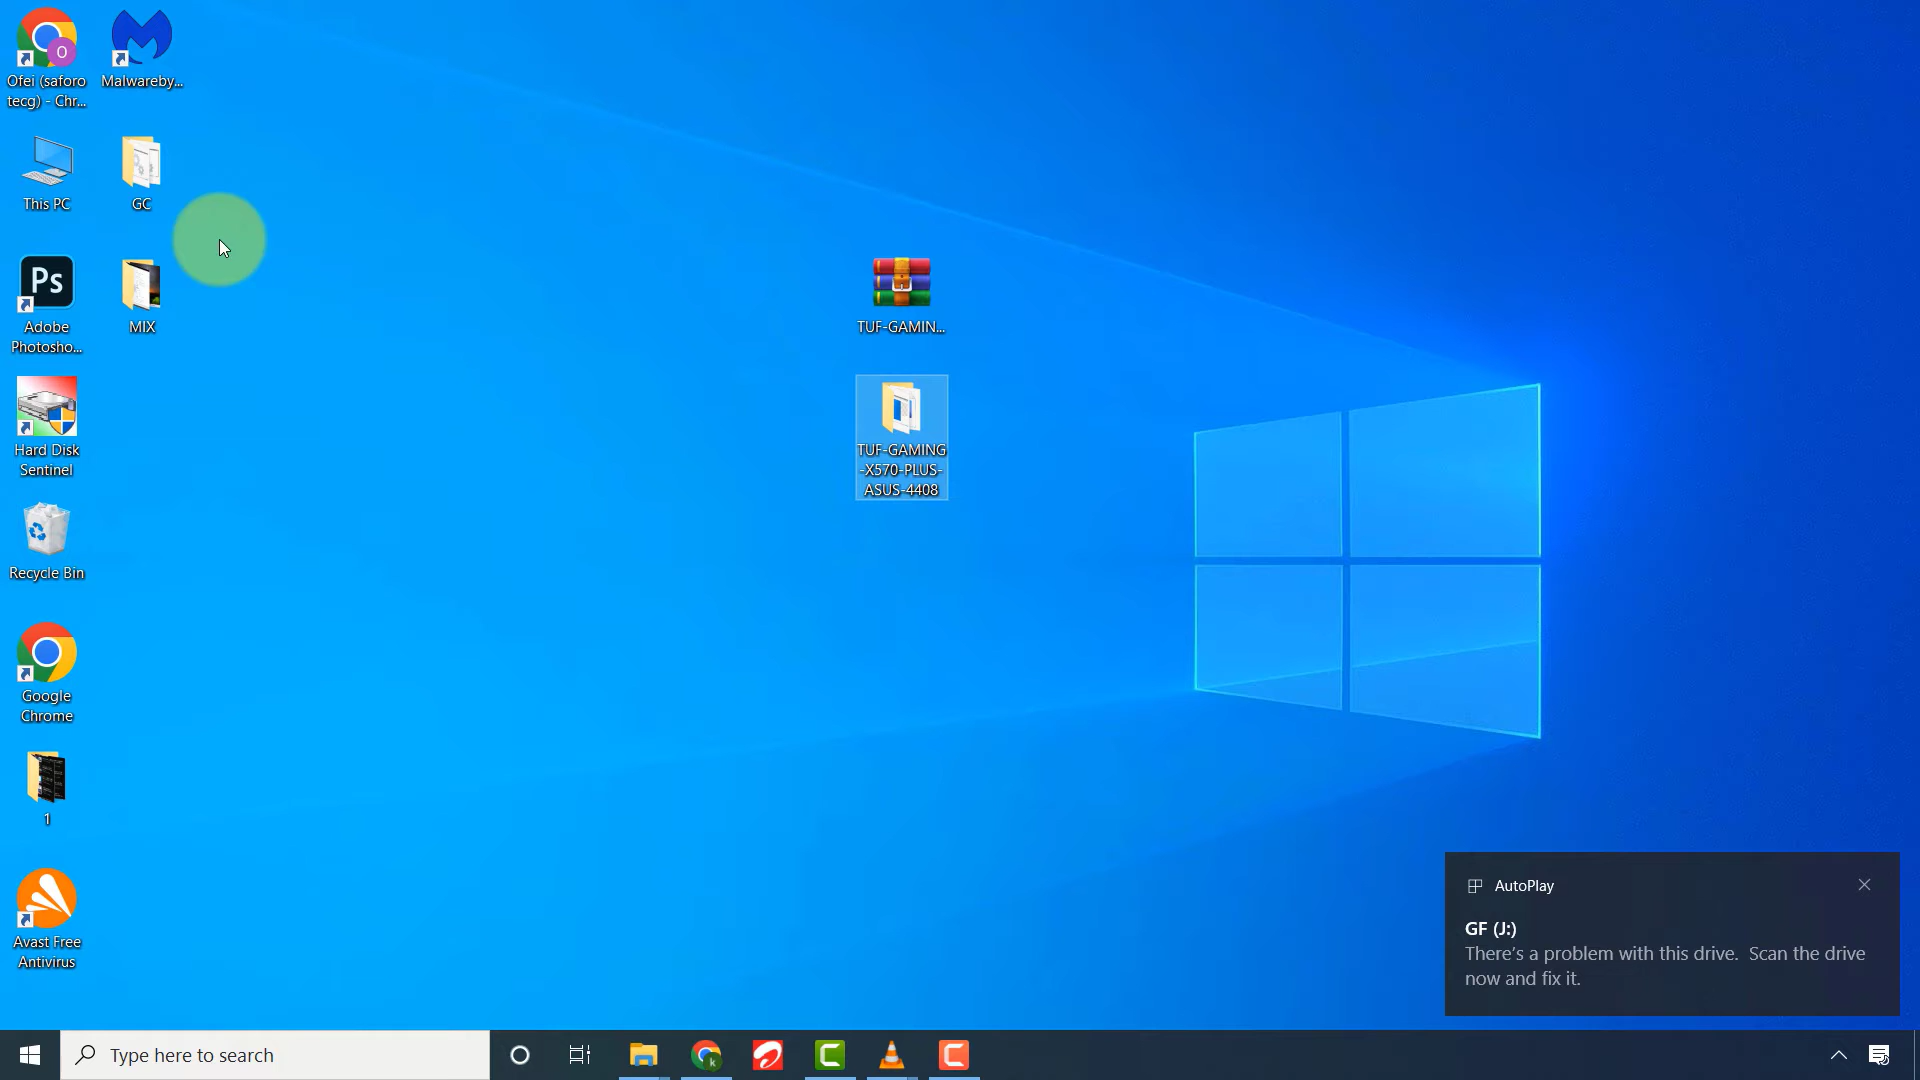 O
Ofei (saforo
tecg) - Chr...
Malwareby...
This PC
GC
Ps
Adobe
Photosho...
MIX
TUF-GAMIN...
Hard Disk
Sentinel
TUF-GAMING
-X570-PLUS-
ASUS-4408
Recycle Bin
Google
Chrome
1
Avast Free
Antivirus
AutoPlay
GF (J:)
There's a problem with this drive. Scan the drive
now and fix it.
Type here to search
k